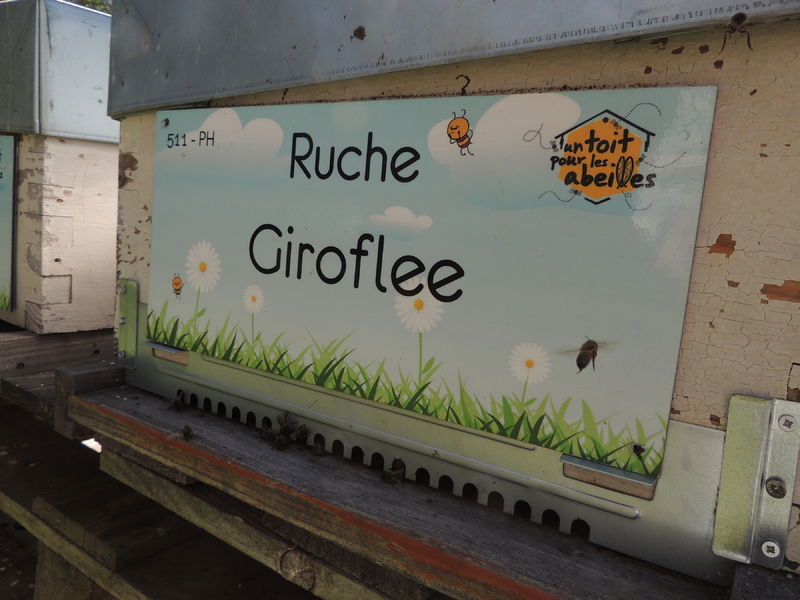 511 - PH
Ruche
Giroflee
un toit
pour les
abeilles